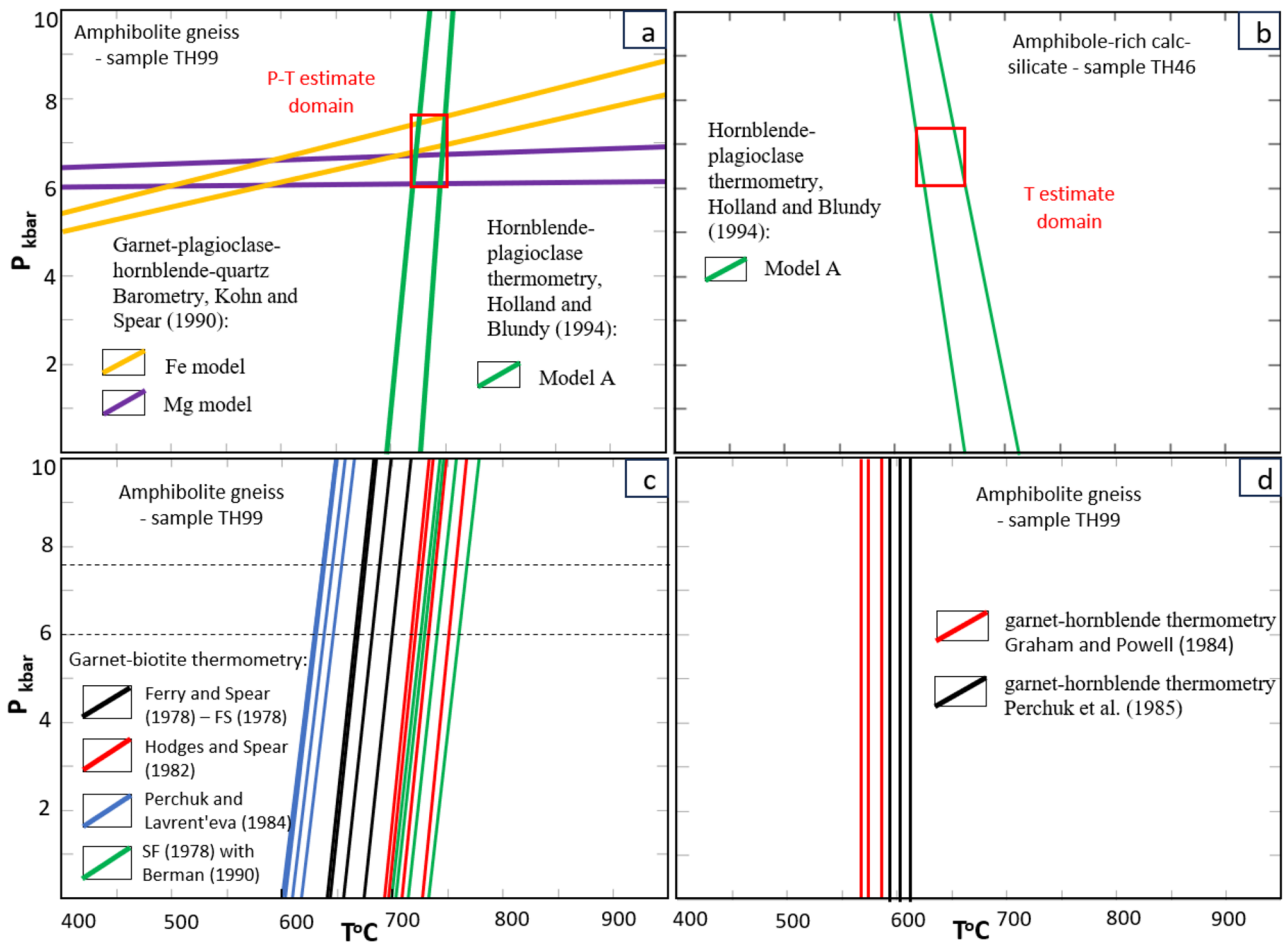 10
8
6
4
2
P kbar
Amphibolite gneiss
- sample TH99
a
P-T estimate
domain
Garnet-plagioclase-
hornblende-quartz
Barometry, Kohn and
Spear (1990):
Fe model
Mg model
Hornblende-
plagioclase
thermometry,
Holland and
Blundy (1994):
Model A
b
Amphibole-rich calc-
silicate - sample TH46
Hornblende-
plagioclase
thermometry,
Holland and Blundy
(1994):
Model A
T estimate
domain
10
8
6
4
2
P kbar
Amphibolite gneiss
- sample TH99
c
Garnet-biotite thermometry:
Ferry and Spear
(1978) – FS (1978)
Hodges and Spear
(1982)
Perchuk and
Lavrent'eva (1984)
SF (1978) with
Berman (1990)
400 500 600 700 800 900
T°C
d
Amphibolite gneiss
- sample TH99
garnet-hornblende thermometry
Graham and Powell (1984)
garnet-hornblende thermometry
Perchuk et al. (1985)
400 500 600 700 800 900
T°C